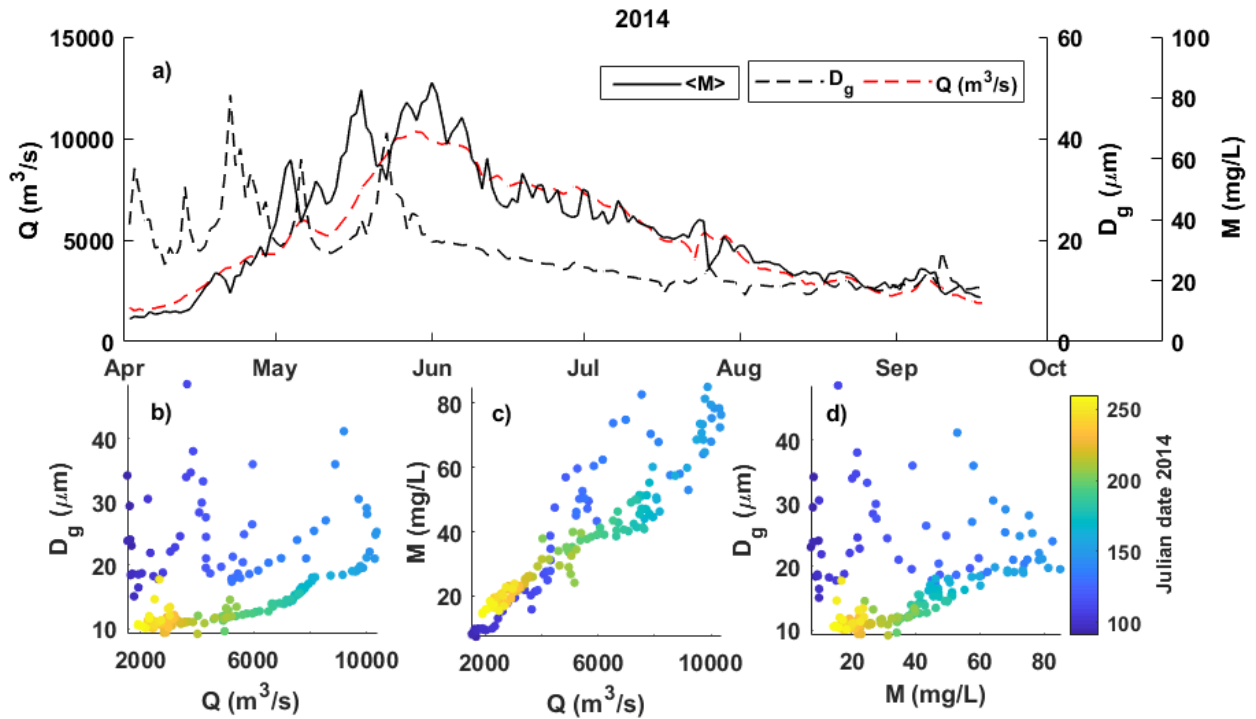 2014
15000
10000
5000
0
Q (m³/s)
a)
<M>
D_g
Q (m³/s)
60
40
20
0
D_g (μm)
100
80
60
40
20
0
M (mg/L)
Apr
May
Jun
Jul
Aug
Sep
Oct
b)
40
30
20
10
D_g (μm)
2000
6000
10000
Q (m³/s)
c)
80
60
40
20
M (mg/L)
2000
6000
10000
Q (m³/s)
d)
40
30
20
10
D_g (μm)
20
40
60
80
M (mg/L)
250
200
150
100
Julian date 2014